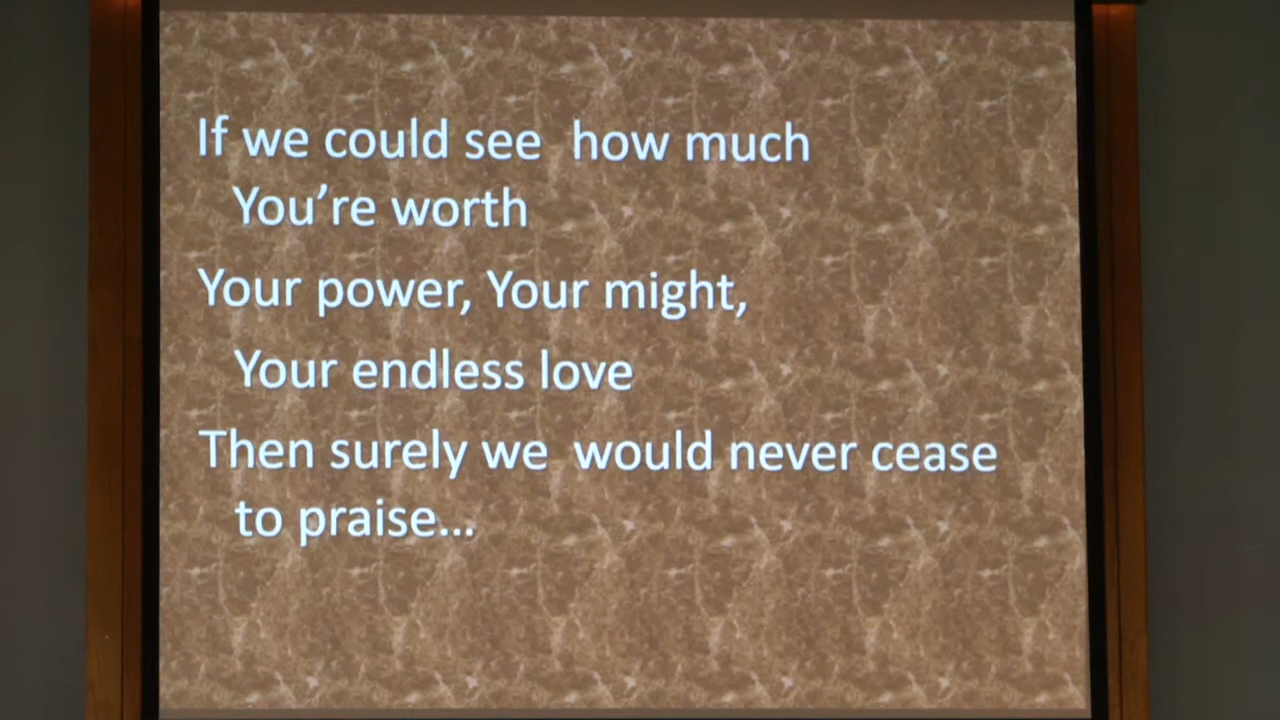 If we could see  how much
You’re worth
Your power, Your might,
Your endless love
Then surely we  would never cease
to praise...